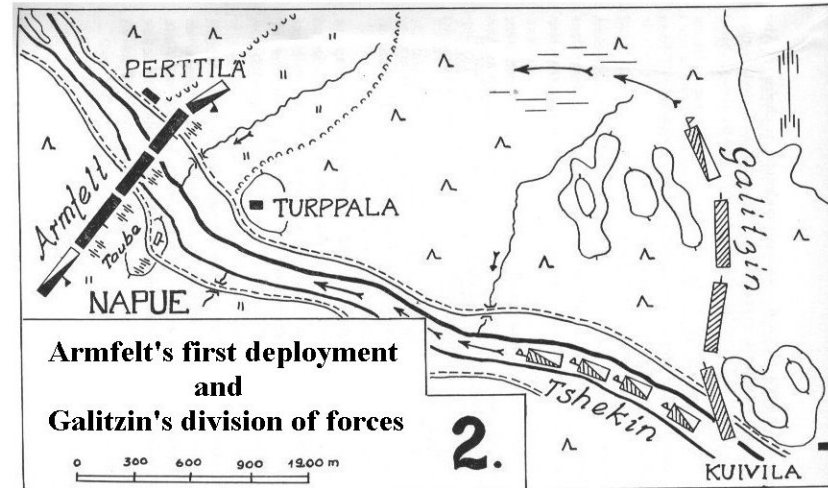 PERTTILÄ
Armfelt
Tauba
NAPUE
TURPPALA
Galitzin
Tshekin
KUIVILA
Armfelt's first deployment
and
Galitzin's division of forces
0 300 600 900 1200 m
2.